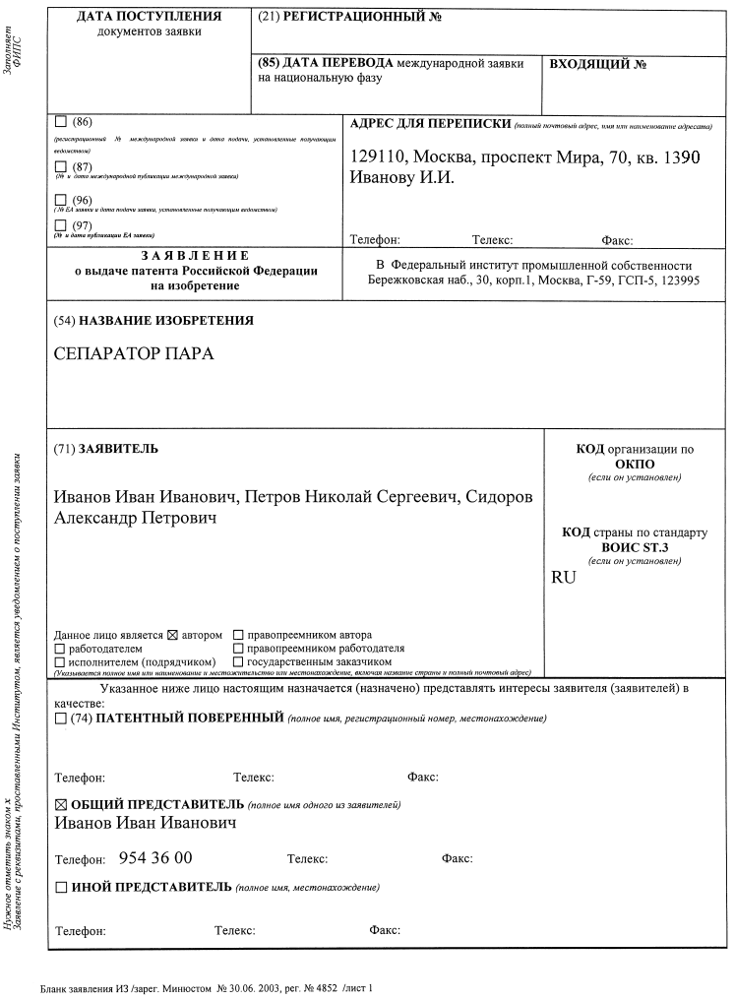 Заполняет
ФИПС
ДАТА ПОСТУПЛЕНИЯ
документов заявки
(21) РЕГИСТРАЦИОННЫЙ №
(85) ДАТА ПЕРЕВОДА международной заявки
на национальную фазу
ВХОДЯЩИЙ №
(86)
(регистрационный № международной заявки и дата подачи, установленные получающим
ведомством)
(87)
(№ и дата международной публикации международной заявки)
(96)
(№ ЕА заявки и дата подачи заявки, установленные получающим ведомством)
(97)
(№ и дата публикации ЕА заявки)
АДРЕС ДЛЯ ПЕРЕПИСКИ (полный почтовый адрес, имя или наименование адресата)
129110, Москва, проспект Мира, 70, кв. 1390
Иванову И.И.
Телефон: Телекс: Факс:
ЗАЯВЛЕНИЕ
о выдаче патента Российской Федерации
на изобретение
В Федеральный институт промышленной собственности
Бережковская наб., 30, корп.1, Москва, Г-59, ГСП-5, 123995
(54) НАЗВАНИЕ ИЗОБРЕТЕНИЯ
СЕПАРАТОР ПАРА
(71) ЗАЯВИТЕЛЬ
Иванов Иван Иванович, Петров Николай Сергеевич, Сидоров
Александр Петрович
Данное лицо является ☒ автором ☐ правопреемником автора
☐ работодателем ☐ правопреемником работодателя
☐ исполнителем (подрядчиком) ☐ государственным заказчиком
(Указывается полное имя или наименование и местожительство или местонахождение, включая название страны и полный почтовый адрес)
КОД организации по
ОКПО
(если он установлен)
КОД страны по стандарту
ВОИС ST.3
(если он установлен)
RU
Указанное ниже лицо настоящим назначается (назначено) представлять интересы заявителя (заявителей) в
качестве:
☐ (74) ПАТЕНТНЫЙ ПОВЕРЕННЫЙ (полное имя, регистрационный номер, местонахождение)
Телефон: Телекс: Факс:
☒ ОБЩИЙ ПРЕДСТАВИТЕЛЬ (полное имя одного из заявителей)
Иванов Иван Иванович
Телефон: 954 36 00 Телекс: Факс:
☐ ИНОЙ ПРЕДСТАВИТЕЛЬ (полное имя, местонахождение)
Телефон: Телекс: Факс:
Нужное отметить знаком х
Заявление с реквизитами, проставленными Институтом, является уведомлением о поступлении заявки
Бланк заявления ИЗ /зарег. Минюстом № 30.06. 2003, рег. № 4852 /лист 1